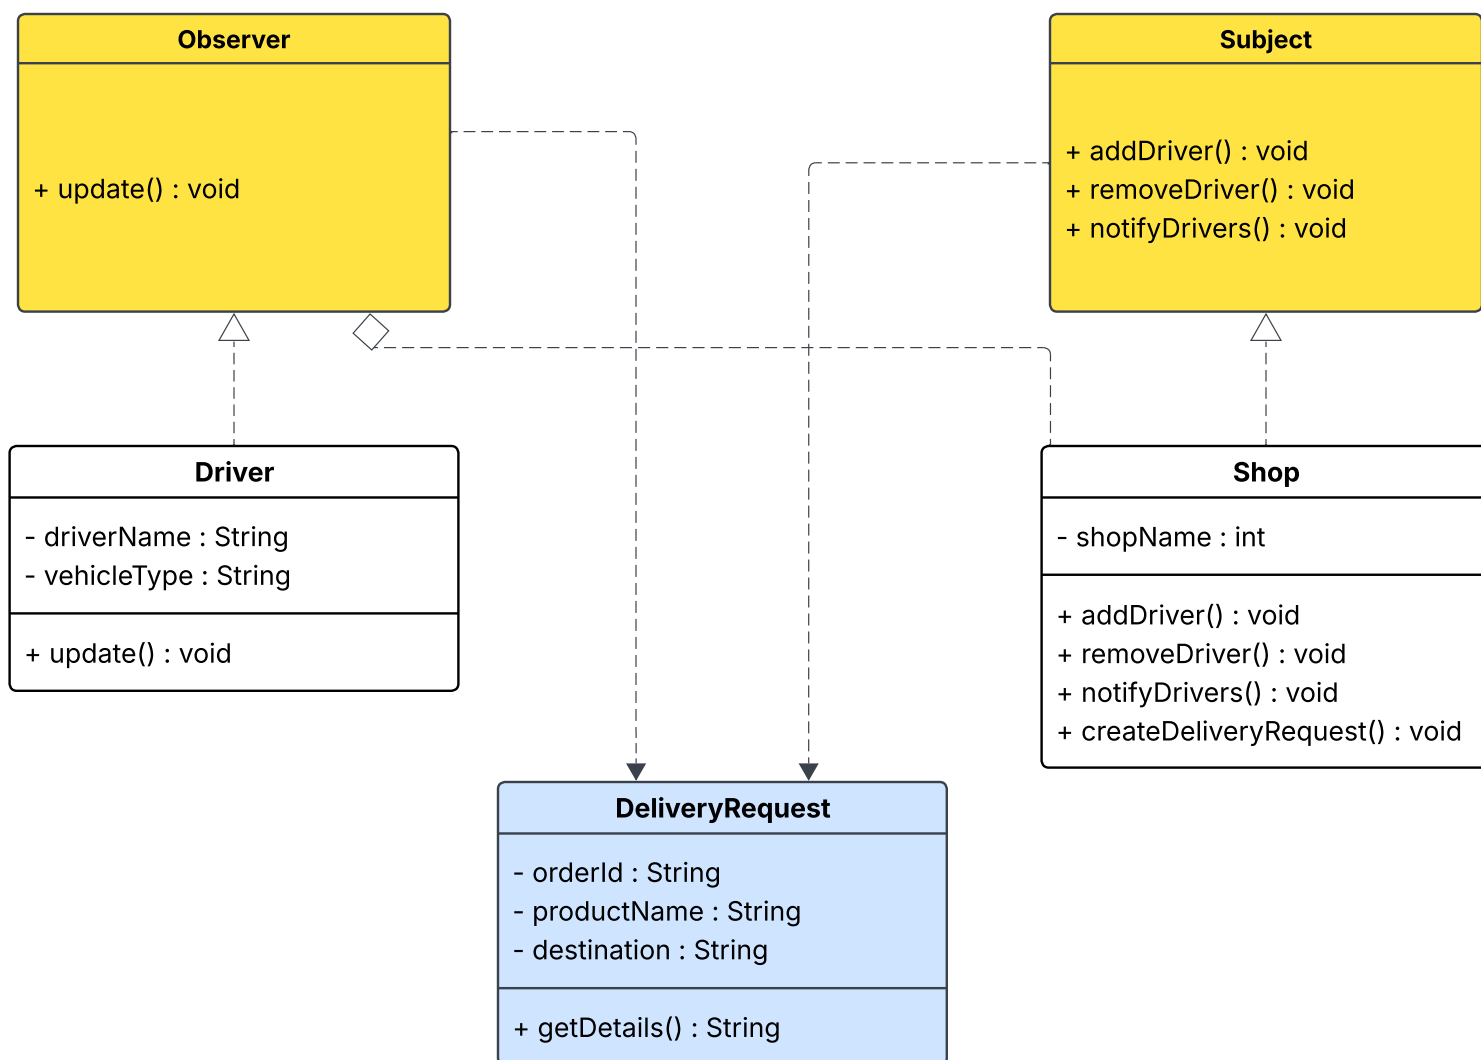 Observer
+ update() : void
Subject
+ addDriver() : void
+ removeDriver() : void
+ notifyDrivers() : void
Driver
- driverName : String
- vehicleType : String
+ update() : void
Shop
- shopName : int
+ addDriver() : void
+ removeDriver() : void
+ notifyDrivers() : void
+ createDeliveryRequest() : void
DeliveryRequest
- orderId : String
- productName : String
- destination : String
+ getDetails() : String